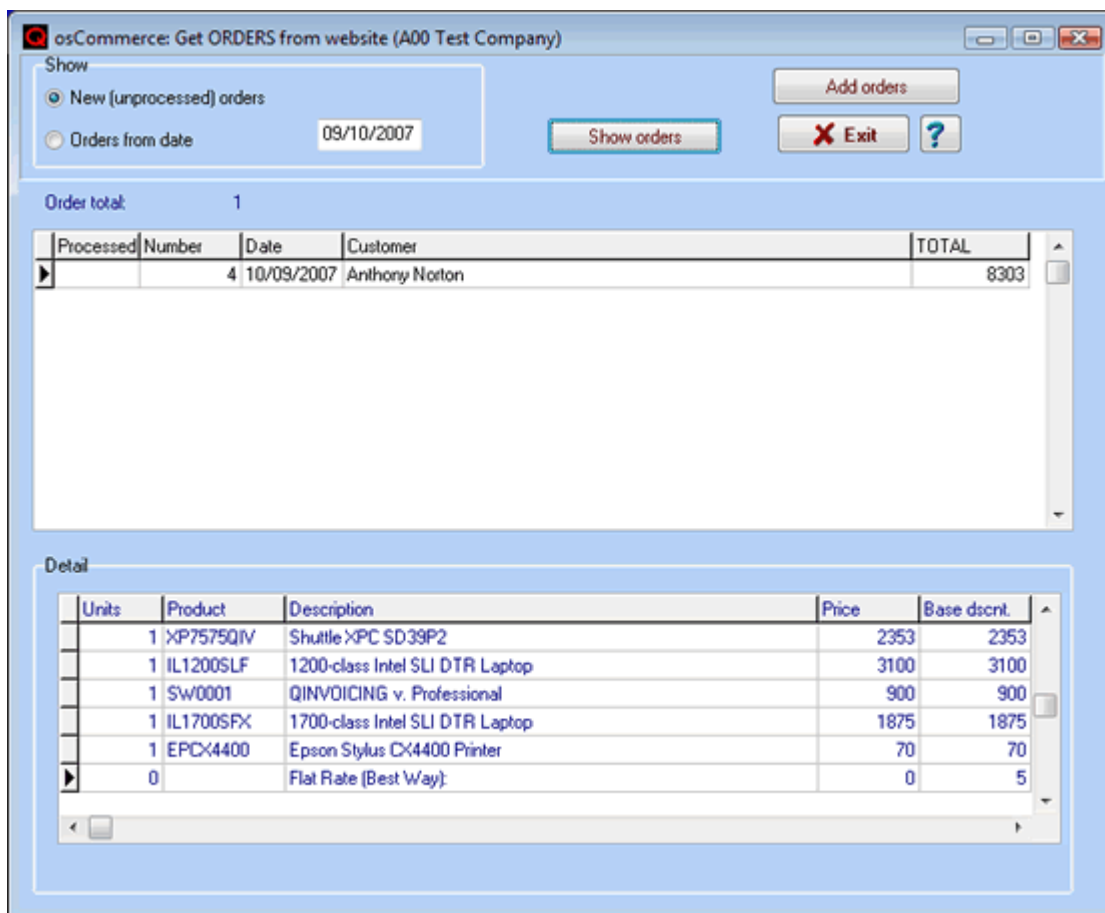 osCommerce: Get ORDERS from website (A00 Test Company)
Show
New (unprocessed) orders
Orders from date 09/10/2007
Show orders
Add orders
Exit ?
Order total: 1
Processed Number Date Customer TOTAL
4 10/09/2007 Anthony Norton 8303
Detail
Units Product Description Price Base dscnt.
1 XP7575QIV Shuttle XPC SD39P2 2353 2353
1 IL1200SLF 1200-class Intel SLI DTR Laptop 3100 3100
1 SW0001 QINVOICING v. Professional 900 900
1 IL1700SFX 1700-class Intel SLI DTR Laptop 1875 1875
1 EPCX4400 Epson Stylus CX4400 Printer 70 70
0 Flat Rate (Best Way): 0 5